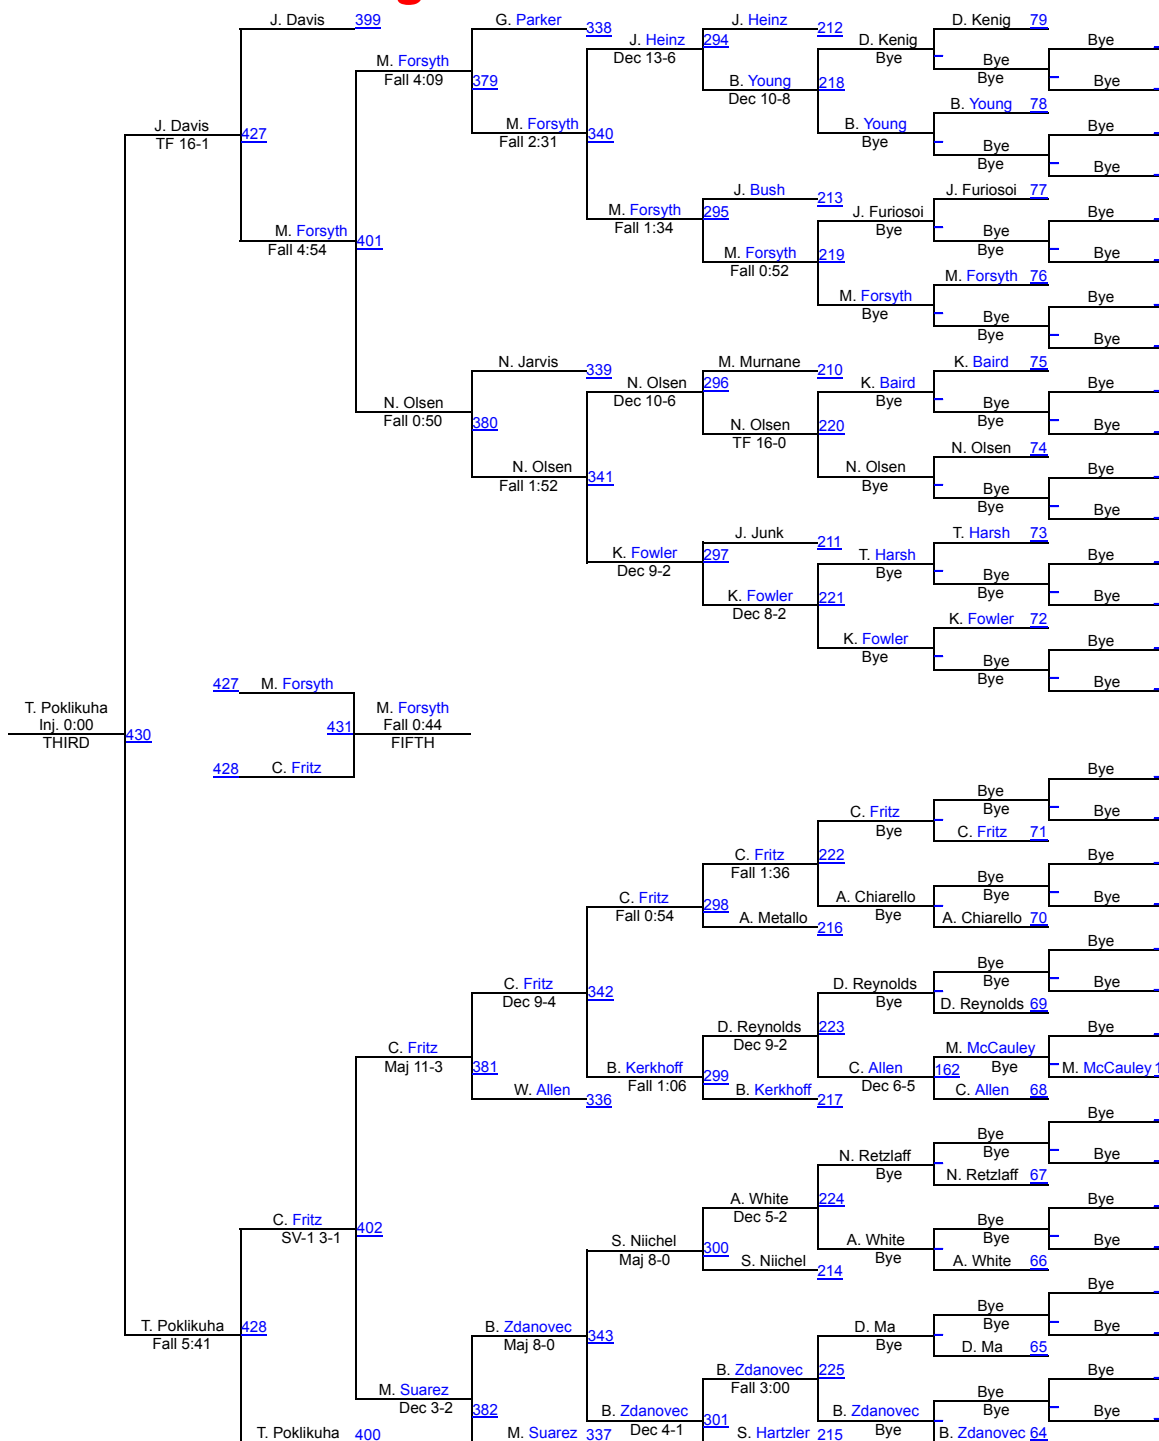 J. Davis 399 G. Parker 338 J. Heinz 212 D. Kenig 79
J. Heinz 294 D. Kenig Bye
Dec 13-6 Bye
M. Forsyth Bye
Fall 4:09 379 B. Young 218 Bye Bye
Dec 10-8
B. Young 78
J. Davis 427 M. Forsyth 340 B. Young Bye
TF 16-1 Fall 2:31 Bye Bye
Bye Bye
J. Bush 213 J. Furiosoi 77
M. Forsyth 295 J. Furiosoi Bye
Fall 1:34 Bye
M. Forsyth 401 Bye
Fall 4:54 M. Forsyth 219 Bye Bye
Fall 0:52 M. Forsyth 76
M. Forsyth Bye
Bye Bye
Bye Bye
N. Jarvis 339 M. Murnane 210 K. Baird 75
N. Olsen 296 K. Baird Bye
Dec 10-6 Bye
N. Olsen Bye
Fall 0:50 380 N. Olsen 220 Bye Bye
TF 16-0
N. Olsen 74
N. Olsen 341 N. Olsen Bye
Fall 1:52 Bye Bye
Bye Bye
J. Junk 211 T. Harsh 73
K. Fowler 297 T. Harsh Bye
Dec 9-2 Bye Bye
K. Fowler 221 Bye Bye
Dec 8-2 K. Fowler 72
K. Fowler Bye
Bye Bye
Bye Bye
427 M. Forsyth
T. Poklikuha M. Forsyth
Inj. 0:00 431 Fall 0:44
THIRD 430 FIFTH
428 C. Fritz Bye
Bye
C. Fritz Bye Bye
Bye C. Fritz 71
C. Fritz 222 Bye
Fall 1:36 Bye
C. Fritz 298 A. Chiarello Bye Bye
Fall 0:54 A. Metallo 216 Bye A. Chiarello 70
Bye
Bye
C. Fritz 342 D. Reynolds Bye Bye
Dec 9-4 Bye D. Reynolds 69
D. Reynolds 223 Bye
C. Fritz Dec 9-2 M. McCauley
Maj 11-3 381 B. Kerkhoff 299 C. Allen 162 Bye M. McCauley 1
W. Allen 336 Fall 1:06 B. Kerkhoff 217 Dec 6-5 C. Allen 68
Bye
Bye
N. Retzlaff Bye Bye
Bye N. Retzlaff 67
A. White 224 Bye
C. Fritz 402 Dec 5-2 Bye
SV-1 3-1 S. Niichel 300 A. White Bye Bye
Maj 8-0 S. Niichel 214 Bye A. White 66
Bye
Bye
T. Poklikuha 428 B. Zdanovec 343 D. Ma Bye Bye
Fall 5:41 Maj 8-0 Bye D. Ma 65
B. Zdanovec 225 Bye
M. Suarez Fall 3:00 Bye
Dec 3-2 382 B. Zdanovec 301 B. Zdanovec Bye Bye
T. Poklikuha 400 M. Suarez 337 Dec 4-1 S. Hartzler 215 Bye B. Zdanovec 64